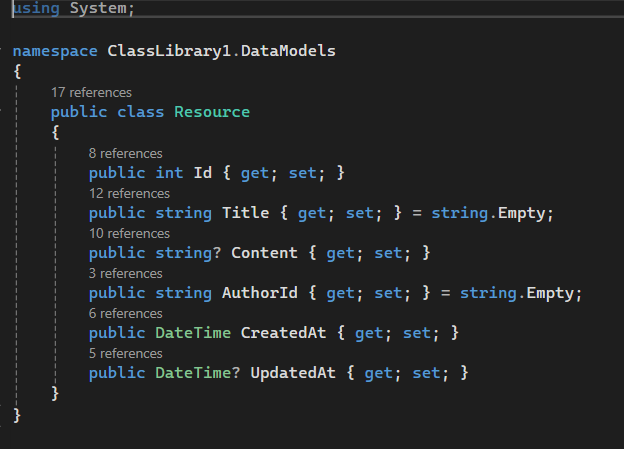 using System;
namespace ClassLibrary1.DataModels
{
17 references
public class Resource
{
8 references
public int Id { get; set; }
12 references
public string Title { get; set; } = string.Empty;
10 references
public string? Content { get; set; }
3 references
public string AuthorId { get; set; } = string.Empty;
6 references
public DateTime CreatedAt { get; set; }
5 references
public DateTime? UpdatedAt { get; set; }
}
}